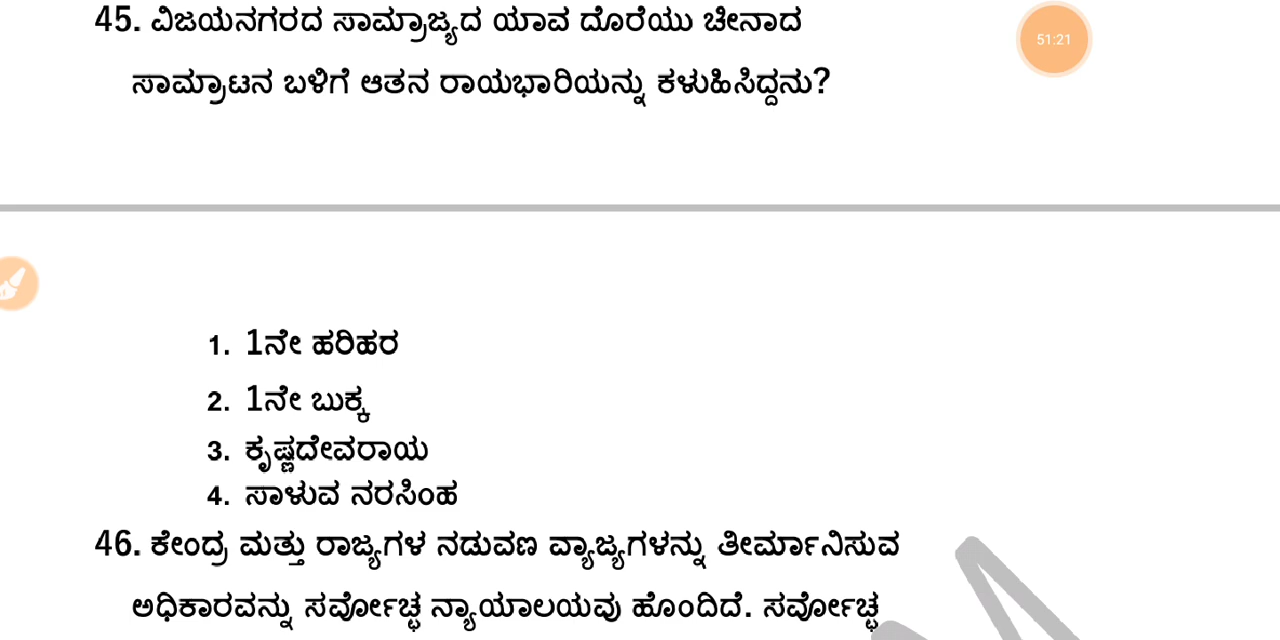 45. ವಿಜಯನಗರದ ಸಾಮ್ರಾಜ್ಯದ ಯಾವ ದೊರೆಯು ಚೀನಾದ
51:21
ಸಾಮ್ರಾಟನ ಬಳಿಗೆ ಆತನ ರಾಯಭಾರಿಯನ್ನು ಕಳುಹಿಸಿದ್ದನು?
1. 1ನೇ ಹರಿಹರ
2. 1ನೇ ಬುಕ್ಕ
3. ಕೃಷ್ಣದೇವರಾಯ
4. ಸಾಳುವ ನರಸಿಂಹ
46. ಕೇಂದ್ರ ಮತ್ತು ರಾಜ್ಯಗಳ ನಡುವಣ ವ್ಯಾಜ್ಯಗಳನ್ನು ತೀರ್ಮಾನಿಸುವ
ಅಧಿಕಾರವನ್ನು ಸರ್ವೋಚ್ಛ ನ್ಯಾಯಾಲಯವು ಹೊಂದಿದೆ. ಸರ್ವೋಚ್ಛ